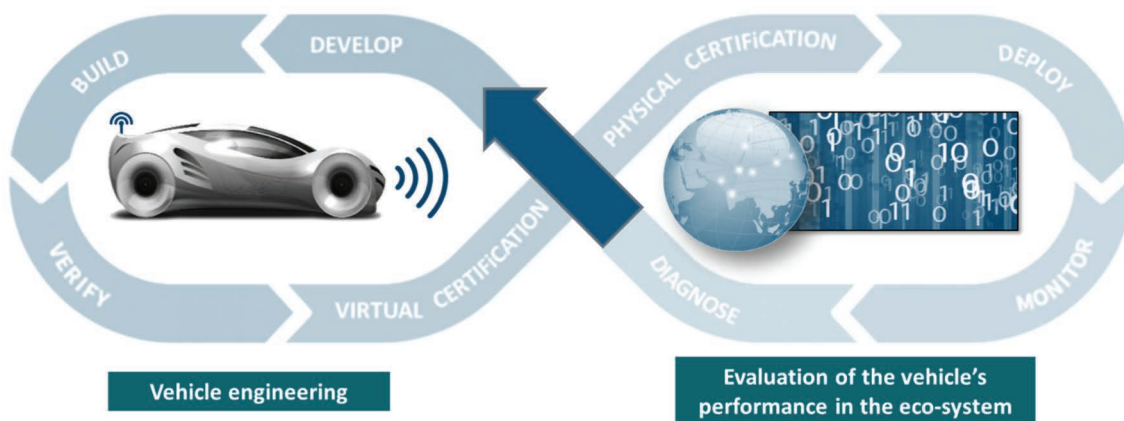 DEVELOP
BUILD
VERIFY
VIRTUAL CERTIFiCATION
PHYSICAL CERTIFiCATION
DEPLOY
MONITOR
DIAGNOSE
Vehicle engineering
Evaluation of the vehicle's
performance in the eco-system